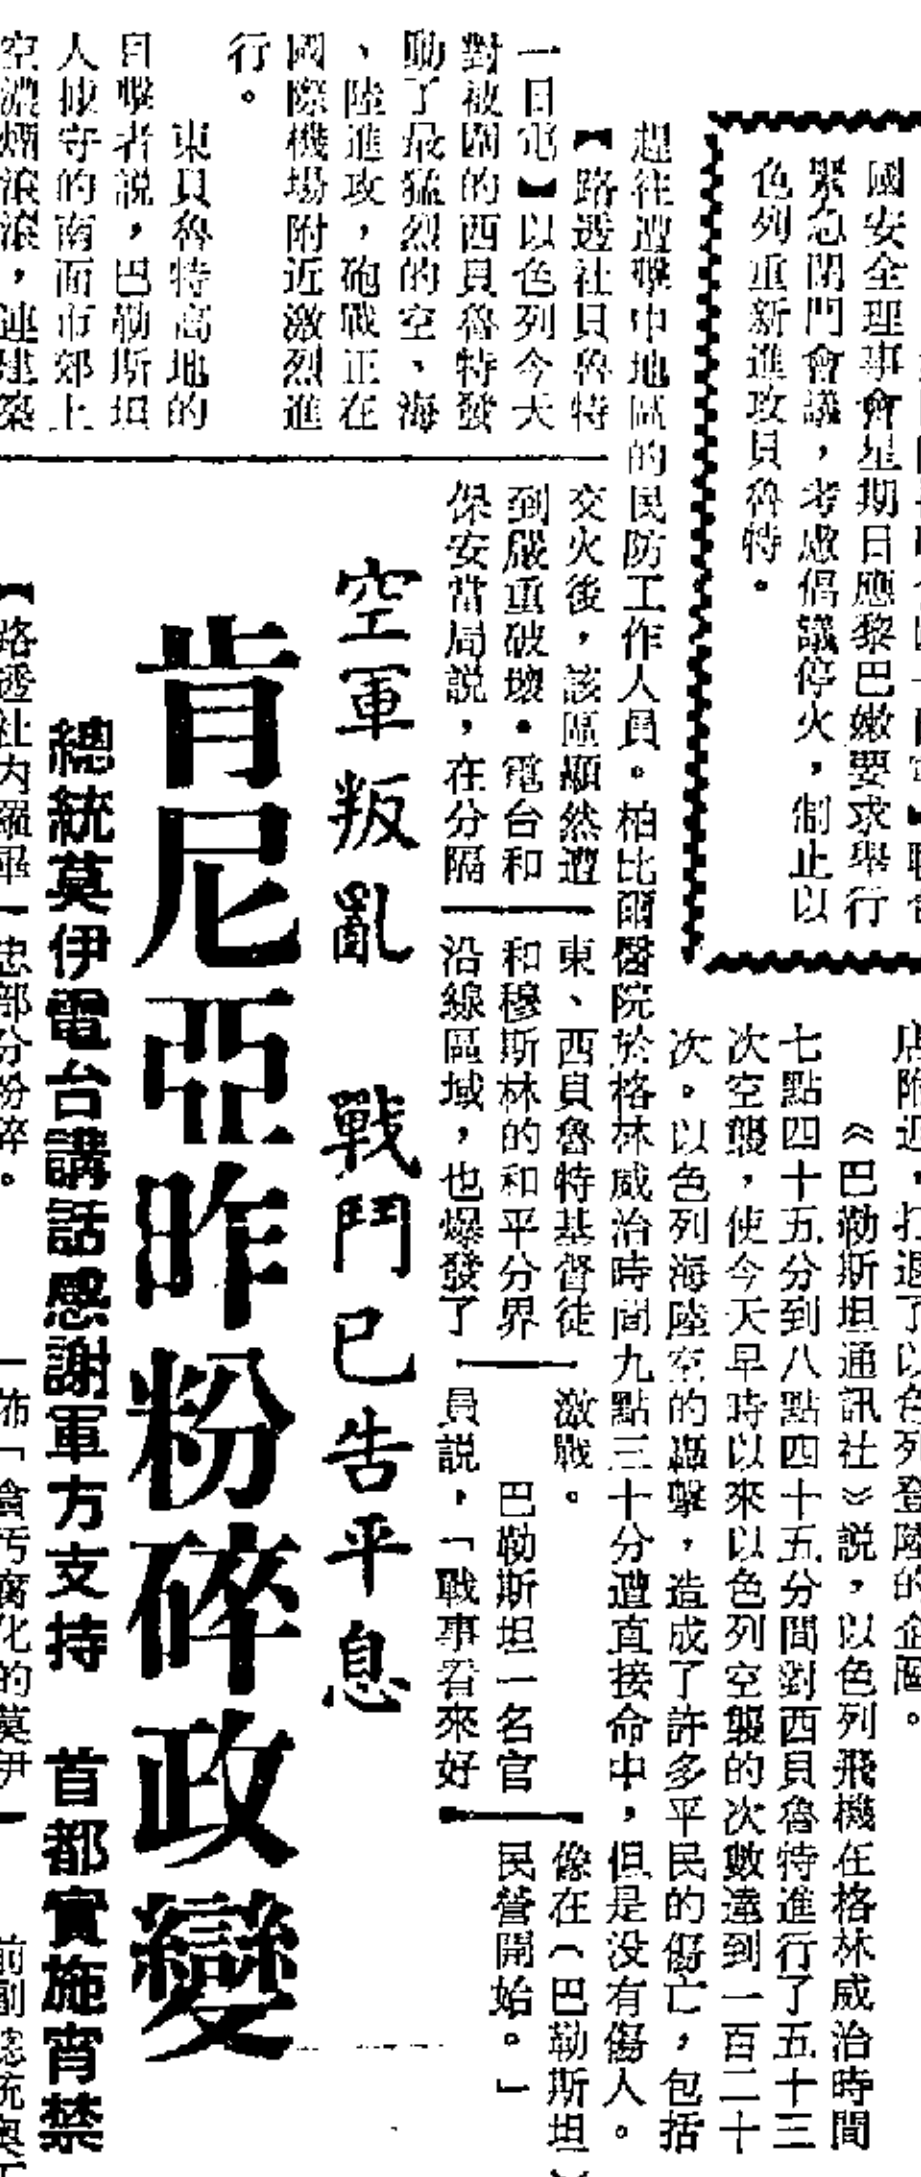 國安全理事會星期日應黎巴嫩要求舉行
緊急閉門會議，考慮倡議停火，制止以
色列重新進攻貝魯特。
店附近，打退了以色列登陸的企圖。
《巴勒斯坦通訊社》説，以色列飛機在格林威治時間
七點四十五分到八點四十五分間對西貝魯特進行了五十三
次空襲，使今天早時以來以色列空襲的次數達到一百二十
次。以色列海陸空的轟擊，造成了許多平民的傷亡，包括
趕往遭擊中地區的民防工作人員。柏比爾醫院於格林威治時間九點三十分遭直接命中，但是没有傷人。
【路透社貝魯特
一日電】以色列今天
對被圍的西貝魯特發
動了最猛烈的空、海
、陸進攻，砲戰正在
國際機場附近激烈進
行。
東貝魯特高地的
目擊者説，巴勒斯坦
人據守的南面市郊上
空濃煙滾滾，連建築
交火後，該區顯然遭
到嚴重破壞。電台和
保安當局説，在分隔
東、西貝魯特基督徒
和穆斯林的和平分界
沿線區域，也爆發了
激戰。
巴勒斯坦一名官
員説，「戰事看來好
像在（巴勒斯坦）
民營開始。」
空軍叛亂 戰鬥已告平息
肯尼亞昨粉碎政變
總統莫伊電台講話感謝軍方支持 首都實施宵禁
【路透社内羅畢
忠部分粉碎。
佈「貪污腐化的莫伊
前副總統奥